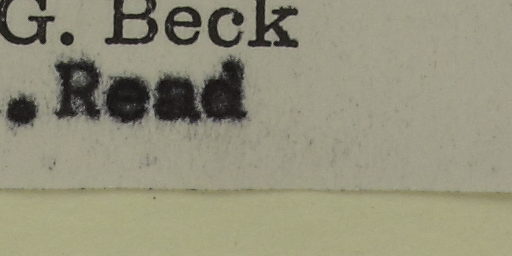 G. Beck
. Read